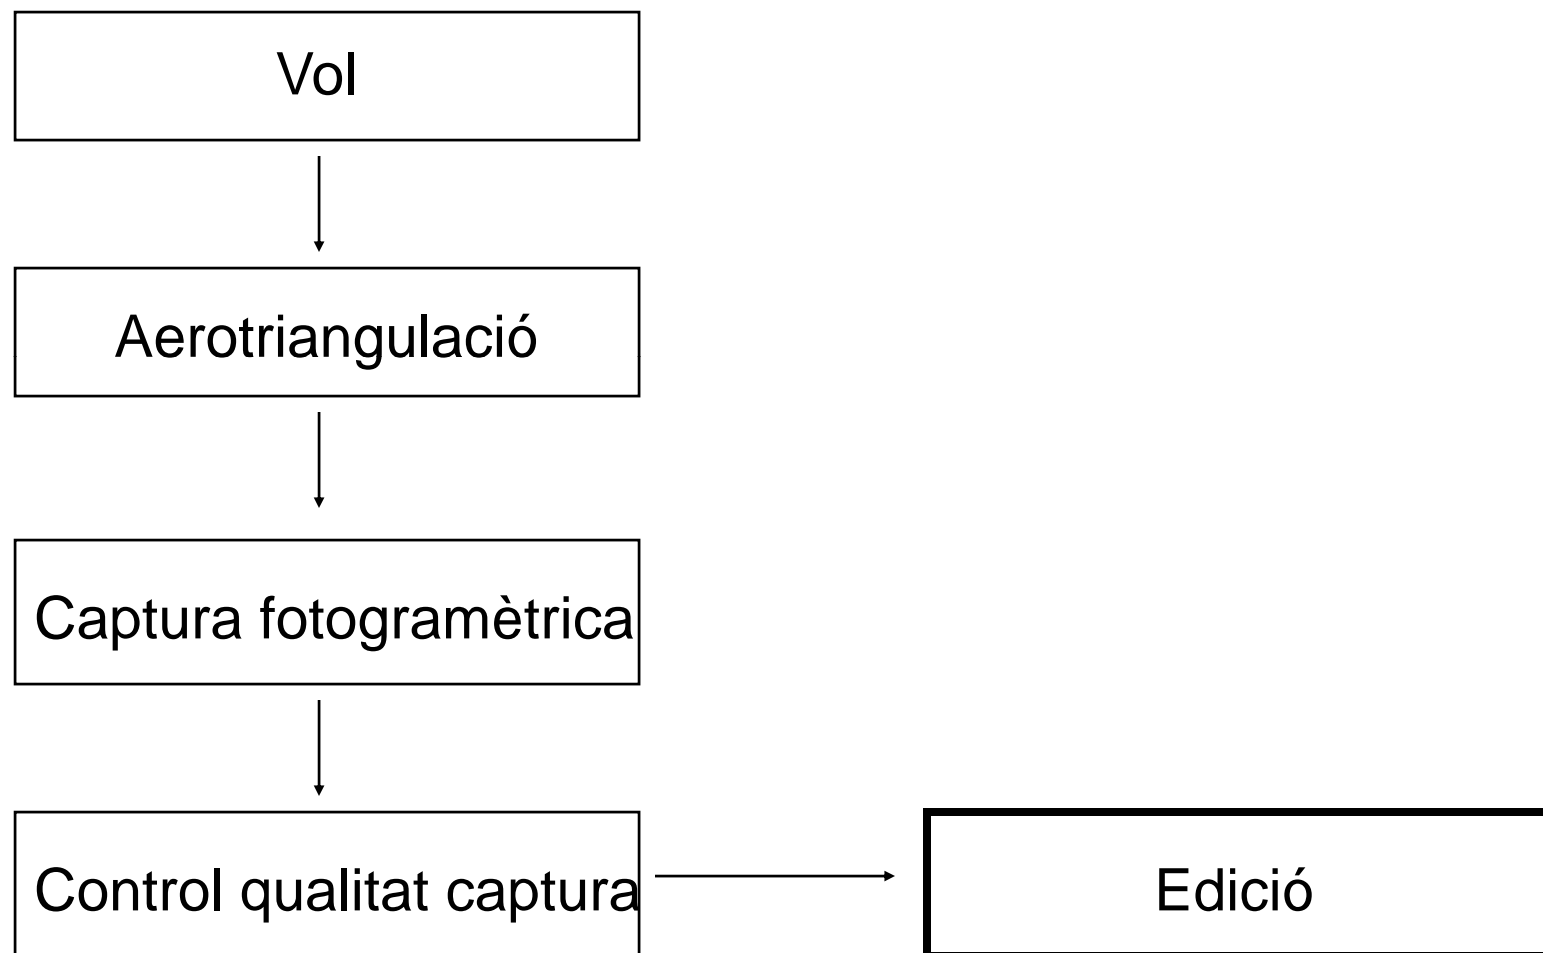 Vol
Aerotriangulació
Captura fotogramètrica
Control qualitat captura
Edició